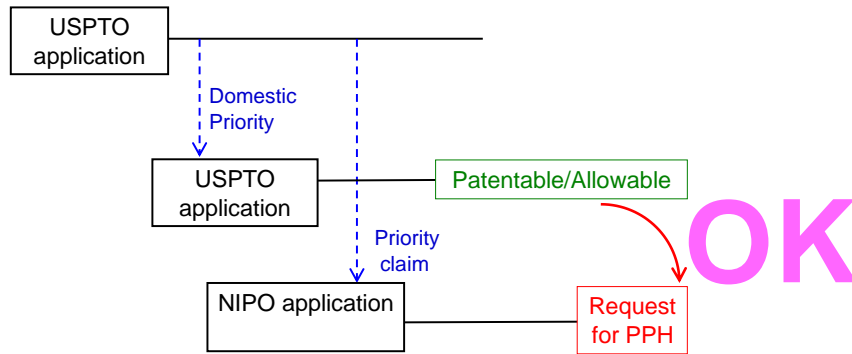 USPTO
application
Domestic
Priority
USPTO
application
Patentable/Allowable
OK
Priority
claim
NIPO application
Request
for PPH